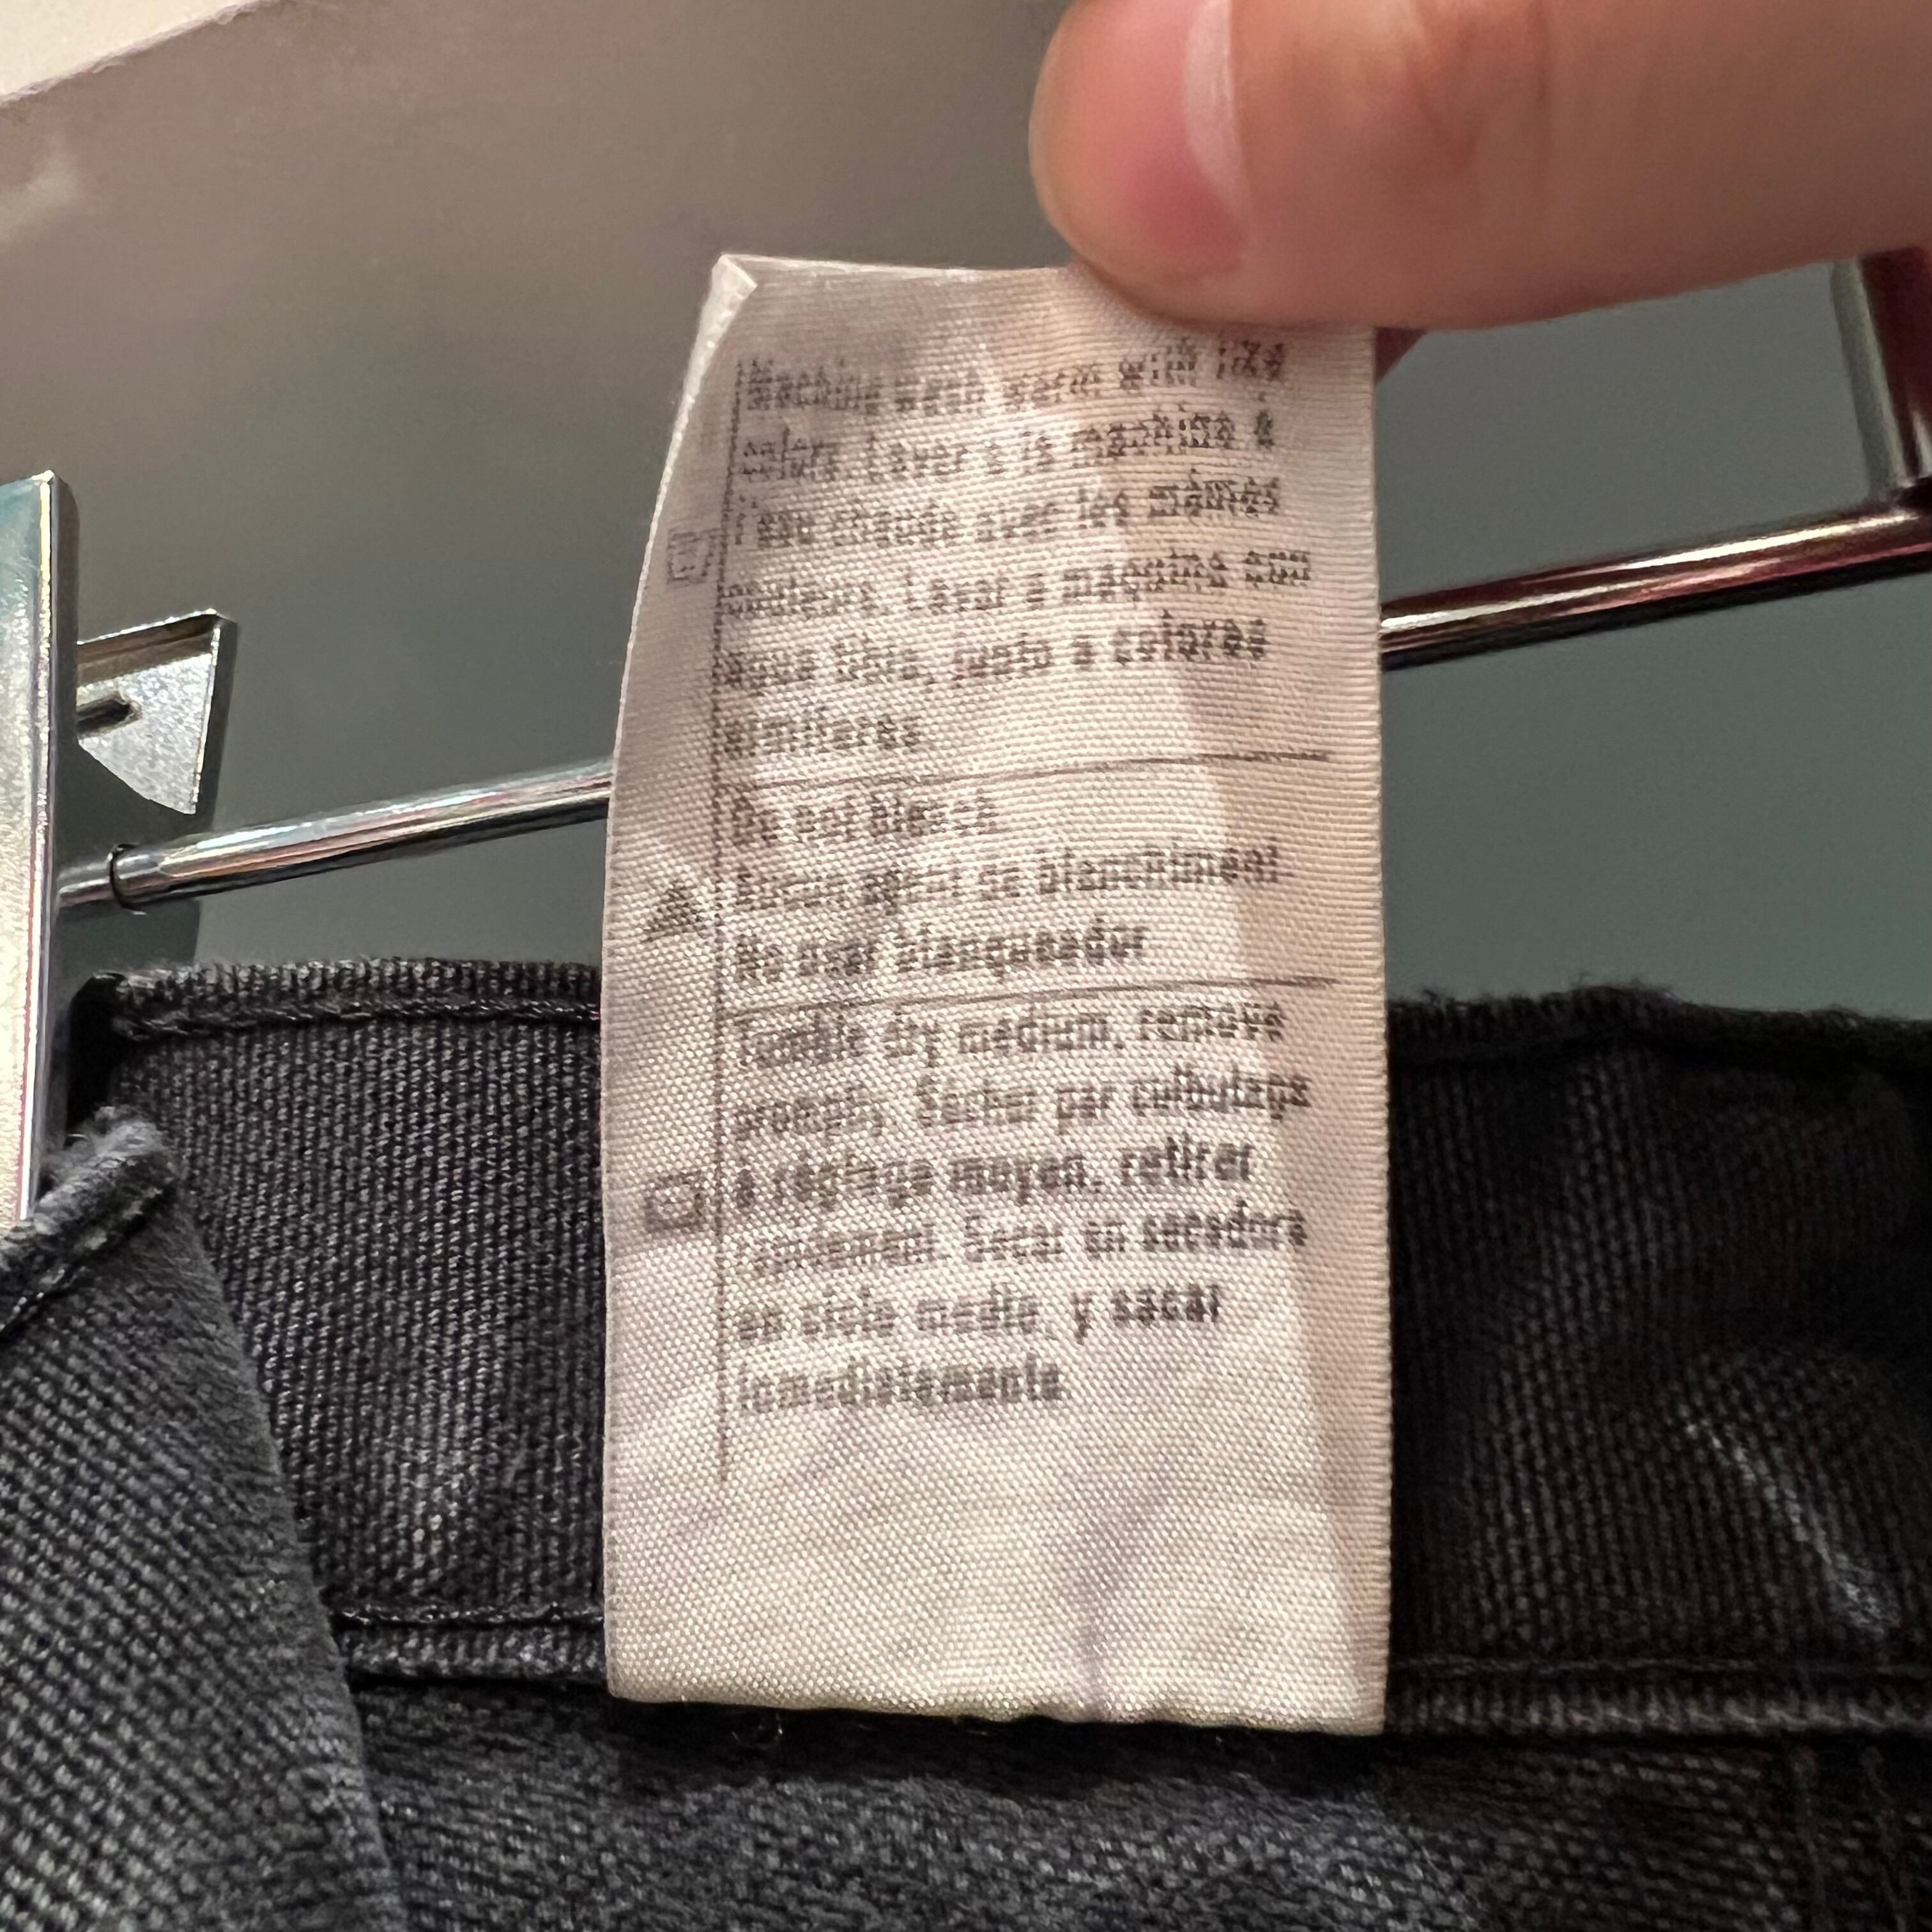 Machine wash warm with like
colors. Laver à la machine à
l'eau chaude avec les mêmes
couleurs. Lavar a máquina con
agua tibia, junto a colores
similares.
Do not bleach
Aucun agent de blanchiment
No usar blanqueador
Tumble dry medium, remove
promptly. Sécher par culbutage
à réglage moyen, retirer
rapidement. Secar en secadora
en ciclo medio, y sacar
inmediatamente.